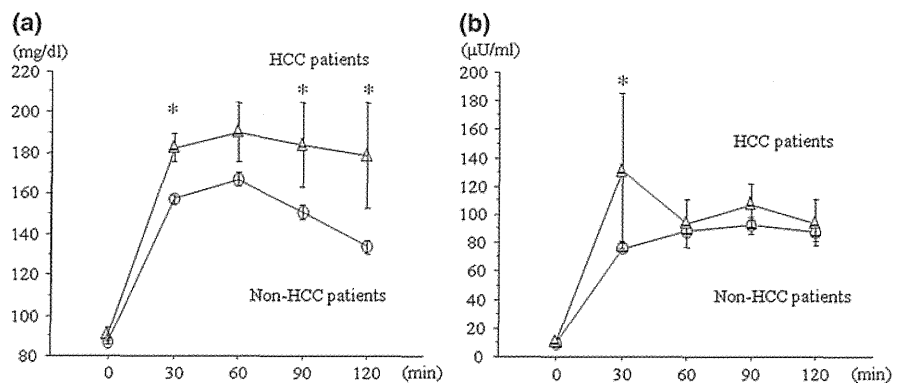 (a)
(mg/dl)
HCC patients
220
200
180
160
140
120
100
80
* * *
Non-HCC patients
0 30 60 90 120 (min)
(b)
(μU/ml)
200
180
160
140
120
100
80
60
40
20
0
*
HCC patients
Non-HCC patients
0 30 60 90 120 (min)